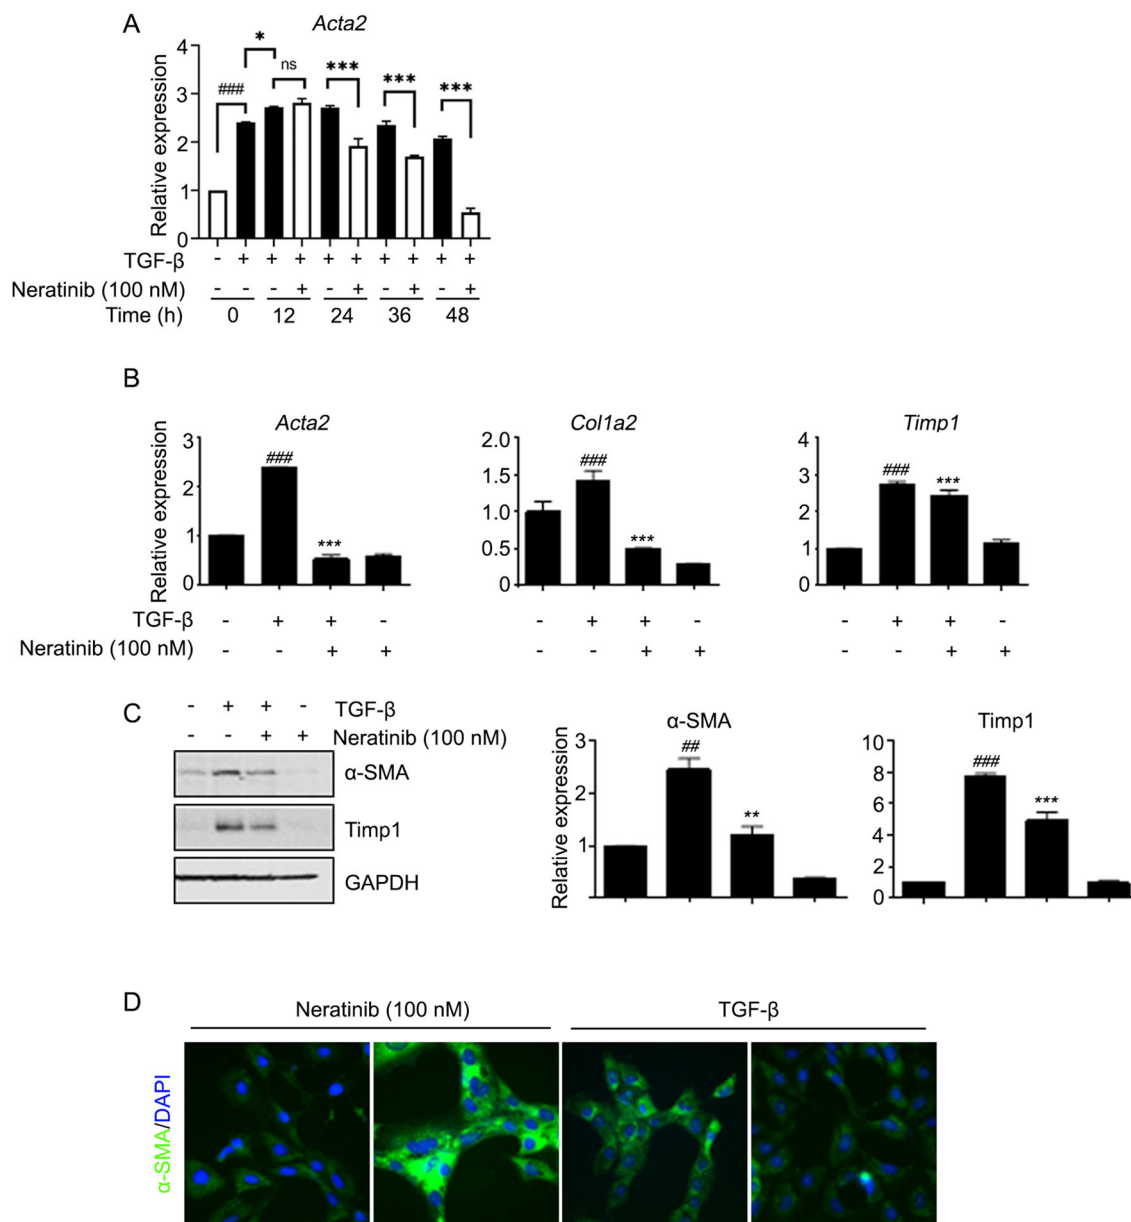 A
Acta2
Relative expression
4
3
2
1
0
### * ns *** *** ***
TGF-β - + + + + + + + + +
Neratinib (100 nM) - - - + - + - + - +
Time (h) 0 12 24 36 48
B
Acta2
Relative expression
3
2
1
0
###
***
Col1a2
2.0
1.5
1.0
0.5
0
###
***
Timp1
4
3
2
1
0
###
***
TGF-β - + + - - + + - - + + -
Neratinib (100 nM) - - + + - - + + - - + +
C
- + + - TGF-β
- - + + Neratinib (100 nM)
α-SMA
Timp1
GAPDH
α-SMA
Relative expression
3
2
1
##
**
Timp1
10
8
6
4
2
0
###
***
D
Neratinib (100 nM) TGF-β
α-SMA/DAPI